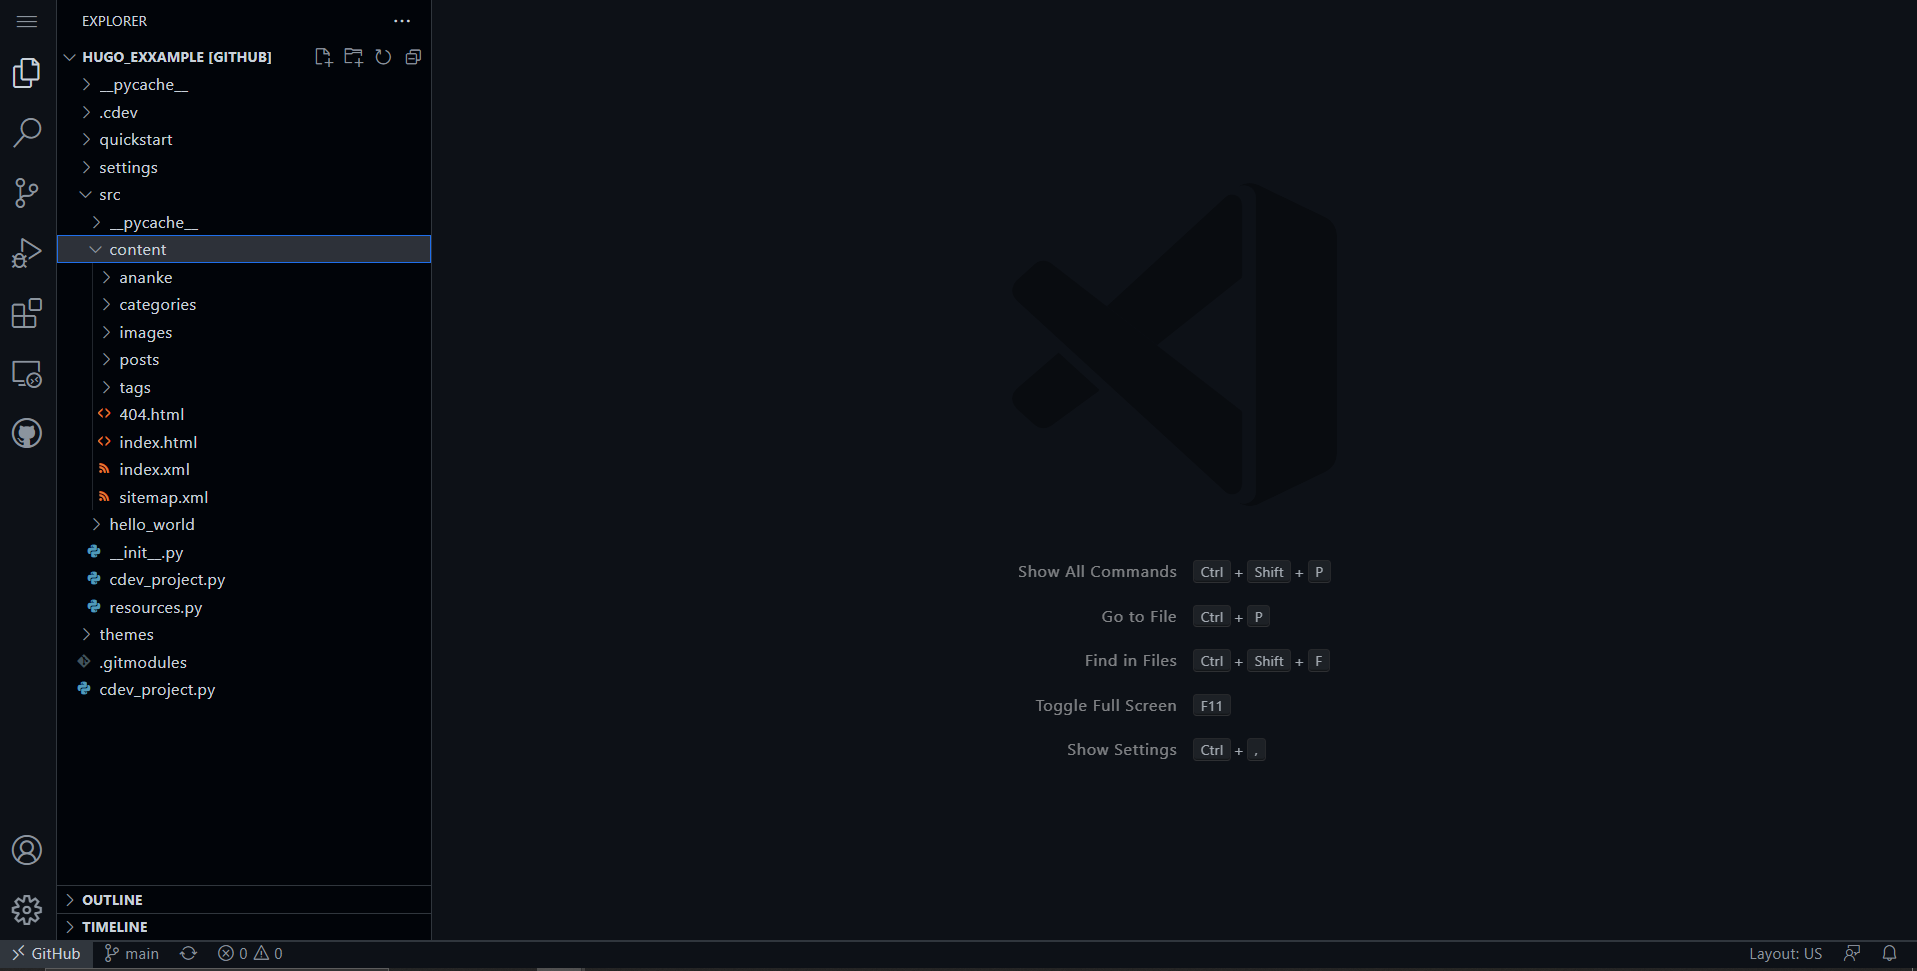 EXPLORER
HUGO_EXXAMPLE [GITHUB]
__pycache__
.cdev
quickstart
settings
src
__pycache__
content
ananke
categories
images
posts
tags
404.html
index.html
index.xml
sitemap.xml
hello_world
__init__.py
cdev_project.py
resources.py
themes
.gitmodules
cdev_project.py
OUTLINE
TIMELINE
Show All Commands Ctrl + Shift + P
Go to File Ctrl + P
Find in Files Ctrl + Shift + F
Toggle Full Screen F11
Show Settings Ctrl + ,
GitHub main 0 0 Layout: US